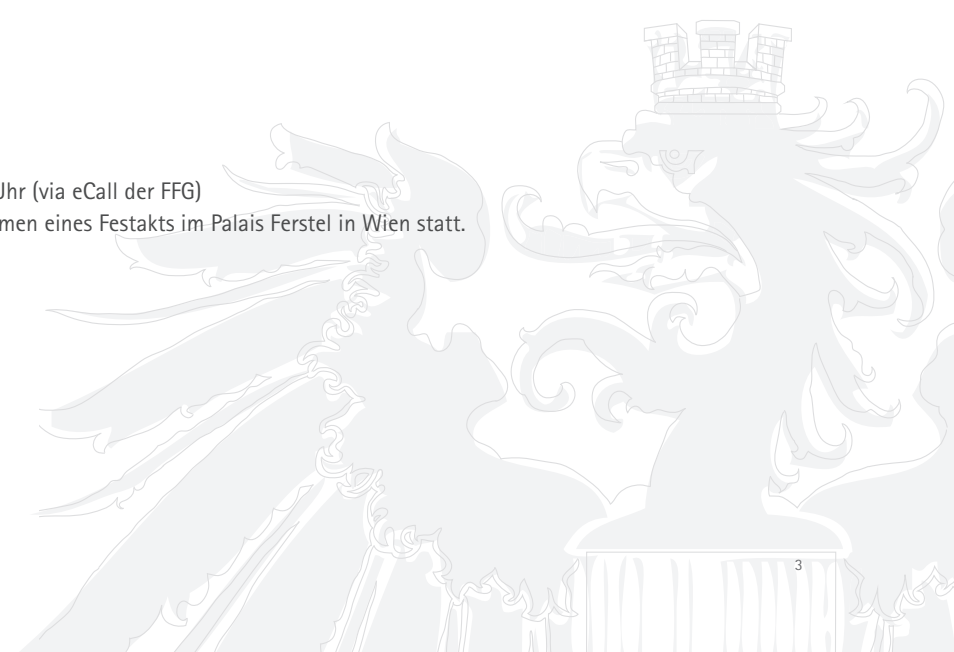 Uhr (via eCall der FFG)
men eines Festakts im Palais Ferstel in Wien statt.
3